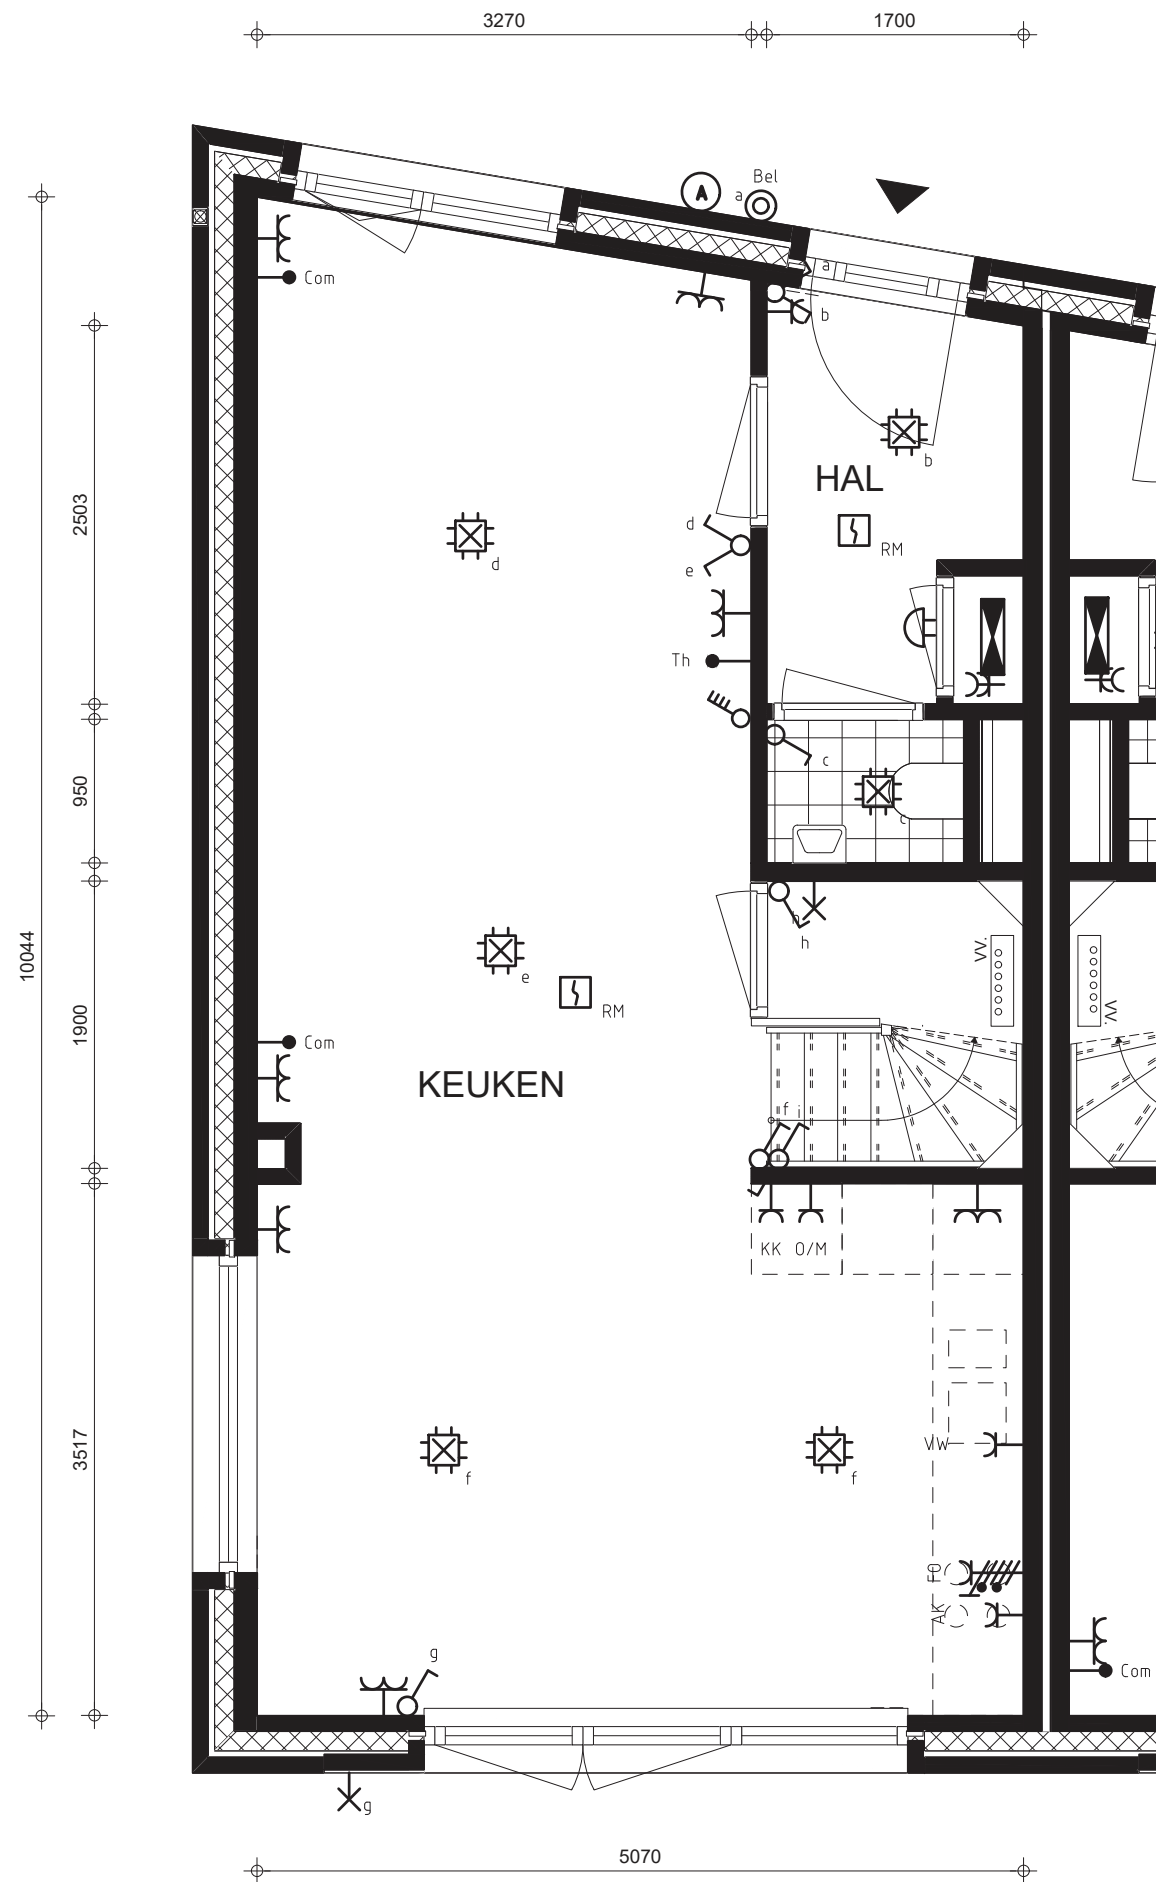 3270
1700
Bel
A
a
a
Com
b
b
HAL
2503
d
d
RM
e
Th
c
950
c
h
h
e
RM
VV.
VV.
10044
1900
Com
KEUKEN
f i
KK O/M
3517
VW
f
f
FO
AK
g
Com
g
5070